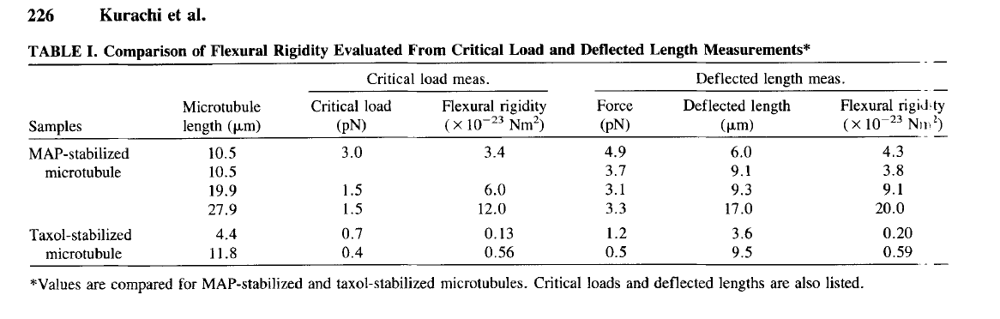 226 Kurachi et al.
TABLE I. Comparison of Flexural Rigidity Evaluated From Critical Load and Deflected Length Measurements*
Critical load meas. Deflected length meas.
Microtubule Critical load Flexural rigidity Force Deflected length Flexural rigidity
Samples length (μm) (pN) (× 10⁻²³ Nm²) (pN) (μm) (× 10⁻²³ Nm²)
MAP-stabilized 10.5 3.0 3.4 4.9 6.0 4.3
microtubule 10.5 3.7 9.1 3.8
19.9 1.5 6.0 3.1 9.3 9.1
27.9 1.5 12.0 3.3 17.0 20.0
Taxol-stabilized 4.4 0.7 0.13 1.2 3.6 0.20
microtubule 11.8 0.4 0.56 0.5 9.5 0.59
*Values are compared for MAP-stabilized and taxol-stabilized microtubules. Critical loads and deflected lengths are also listed.